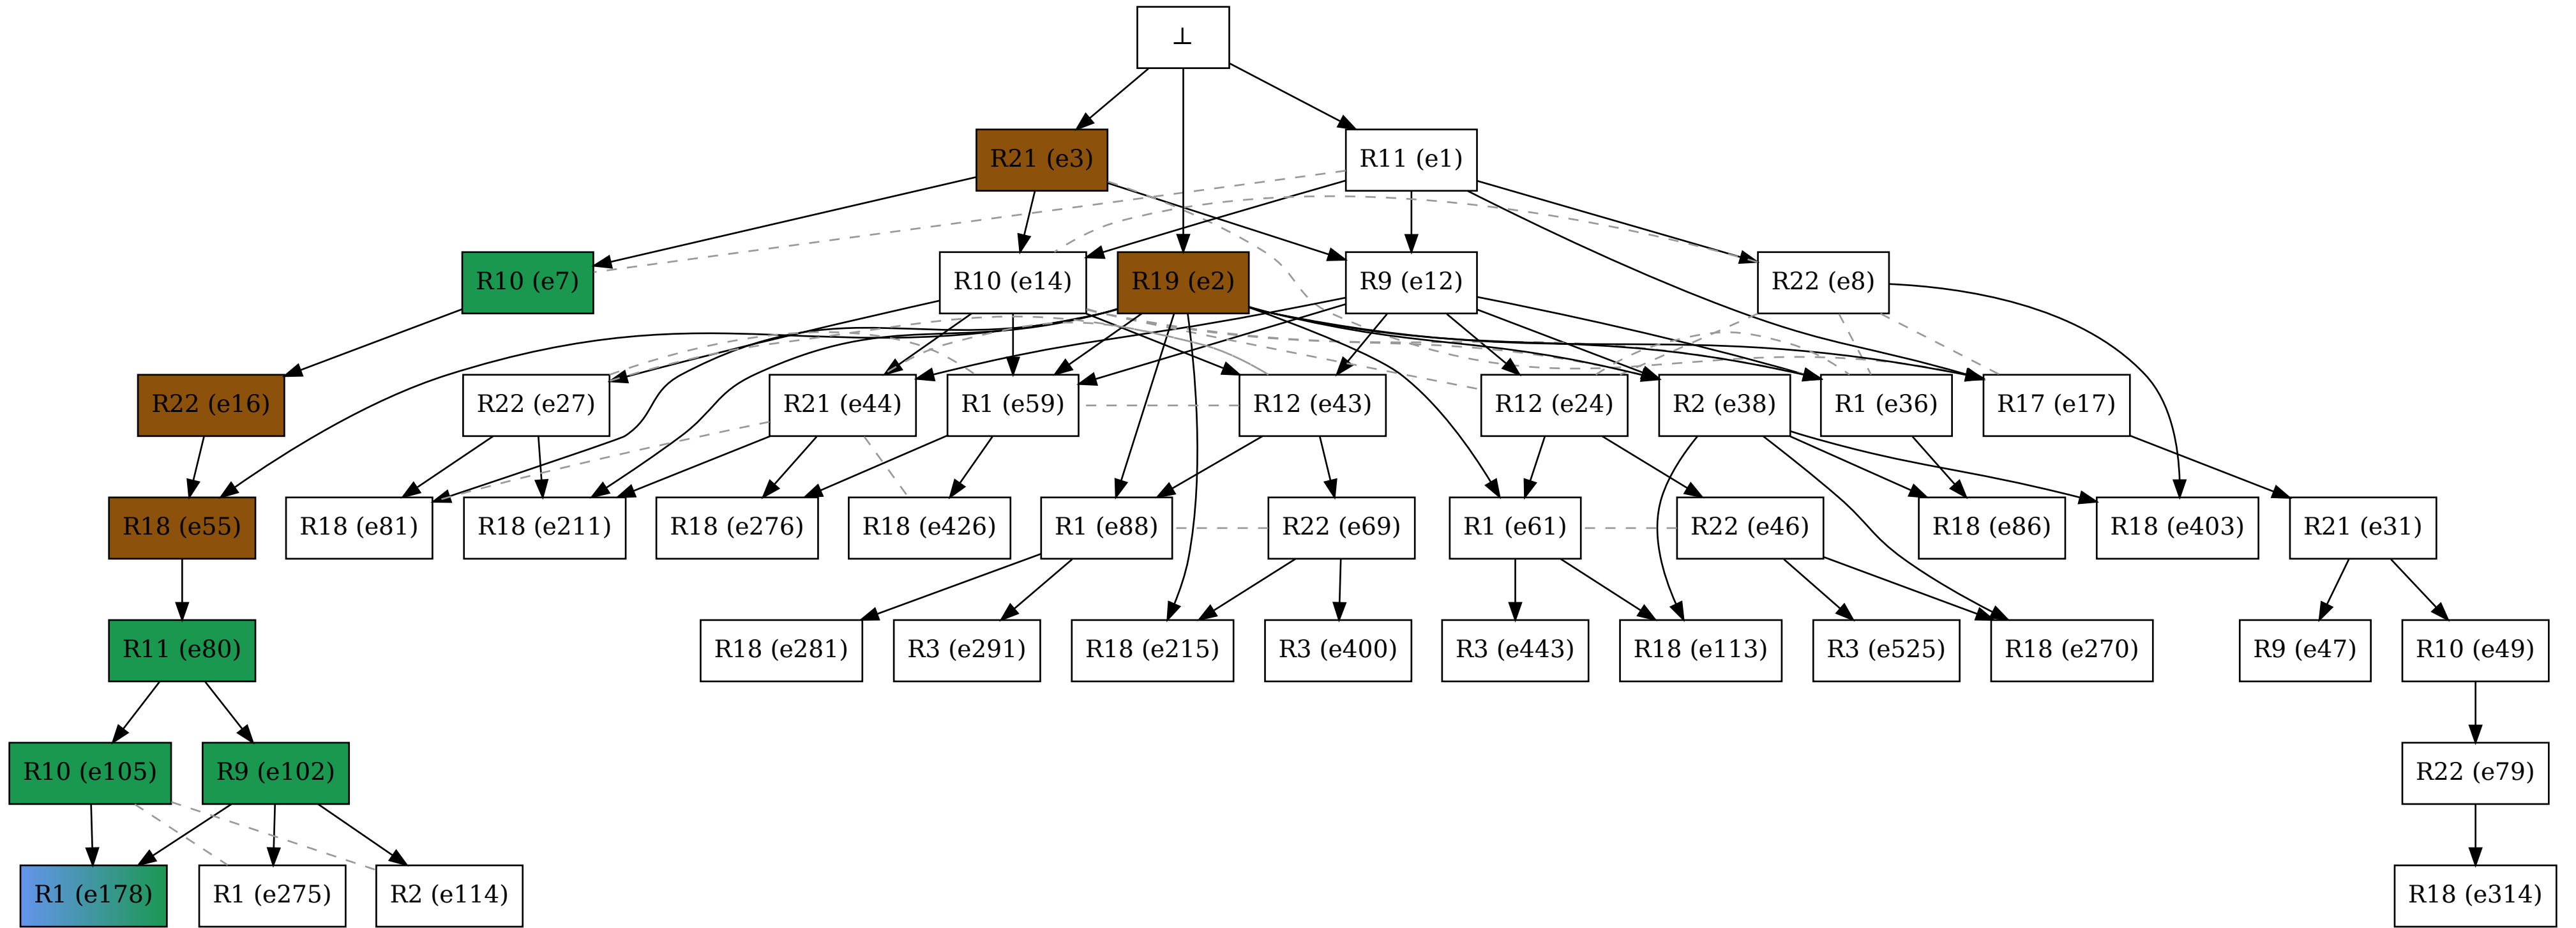 ⊥
R21 (e3)
R11 (e1)
R10 (e7)
R10 (e14)
R19 (e2)
R9 (e12)
R22 (e8)
R22 (e16)
R22 (e27)
R21 (e44)
R1 (e59)
R12 (e43)
R12 (e24)
R2 (e38)
R1 (e36)
R17 (e17)
R18 (e55)
R18 (e81)
R18 (e211)
R18 (e276)
R18 (e426)
R1 (e88)
R22 (e69)
R1 (e61)
R22 (e46)
R18 (e86)
R18 (e403)
R21 (e31)
R11 (e80)
R18 (e281)
R3 (e291)
R18 (e215)
R3 (e400)
R3 (e443)
R18 (e113)
R3 (e525)
R18 (e270)
R9 (e47)
R10 (e49)
R10 (e105)
R9 (e102)
R22 (e79)
R1 (e178)
R1 (e275)
R2 (e114)
R18 (e314)